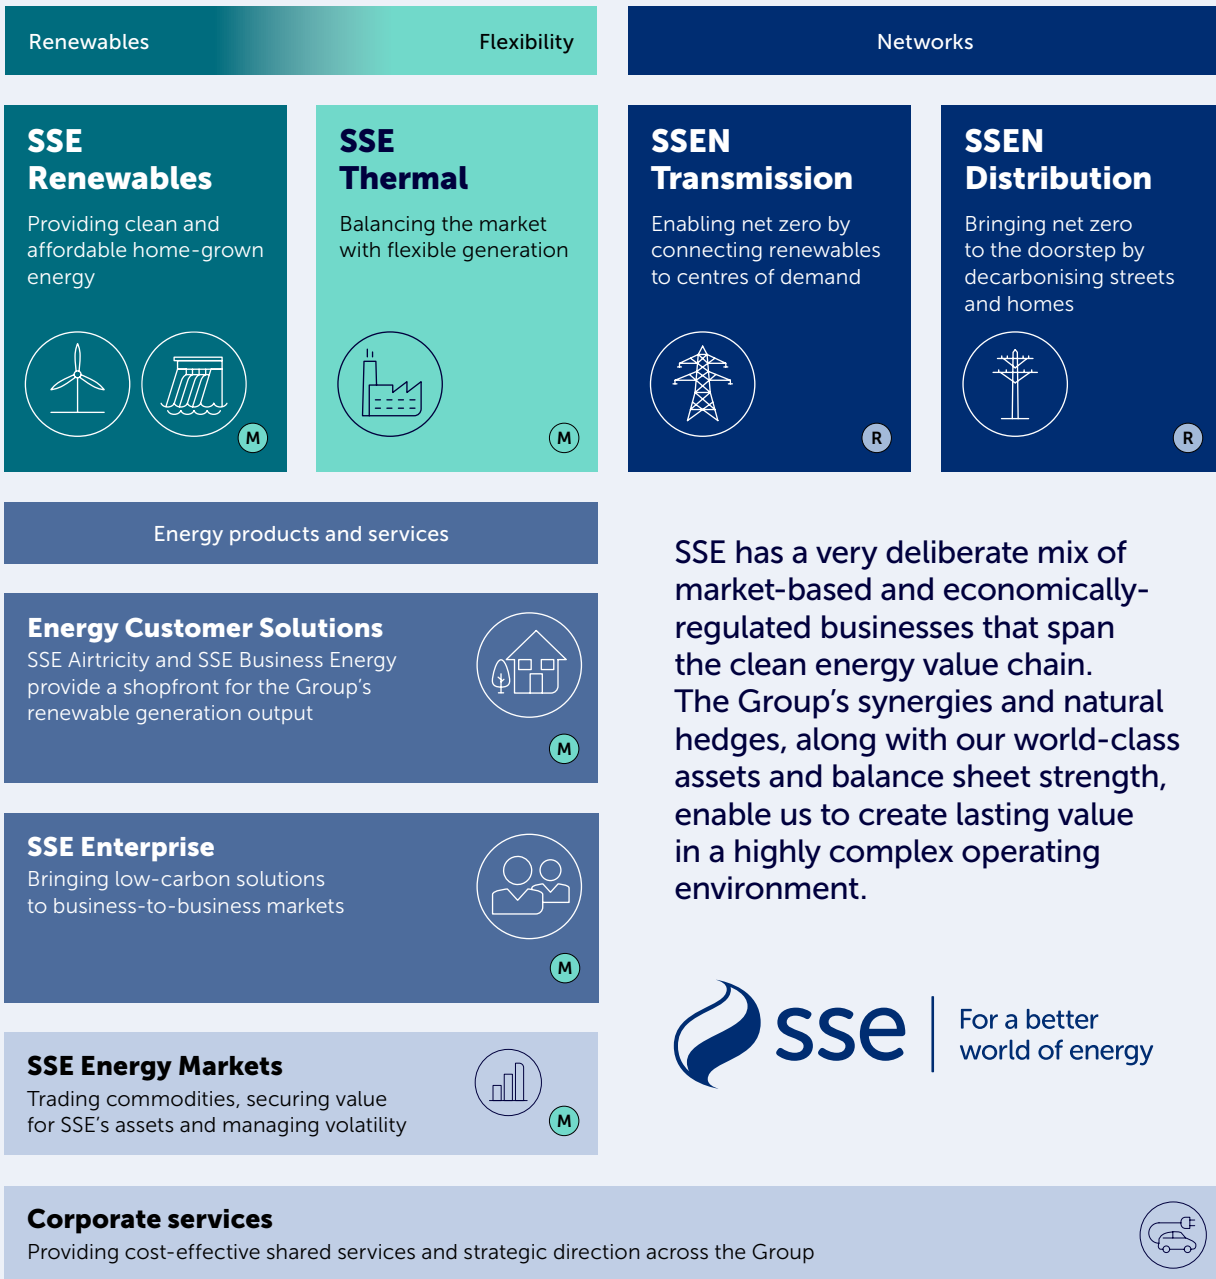 Renewables
Flexibility
Networks
SSE
Renewables
Providing clean and
affordable home-grown
energy
M
SSE
Thermal
Balancing the market
with flexible generation
M
SSEN
Transmission
Enabling net zero by
connecting renewables
to centres of demand
R
SSEN
Distribution
Bringing net zero
to the doorstep by
decarbonising streets
and homes
R
Energy products and services
Energy Customer Solutions
SSE Airtricity and SSE Business Energy
provide a shopfront for the Group's
renewable generation output
M
SSE Enterprise
Bringing low-carbon solutions
to business-to-business markets
M
SSE Energy Markets
Trading commodities, securing value
for SSE's assets and managing volatility
M
SSE has a very deliberate mix of
market-based and economically-
regulated businesses that span
the clean energy value chain.
The Group's synergies and natural
hedges, along with our world-class
assets and balance sheet strength,
enable us to create lasting value
in a highly complex operating
environment.
sse
For a better
world of energy
Corporate services
Providing cost-effective shared services and strategic direction across the Group